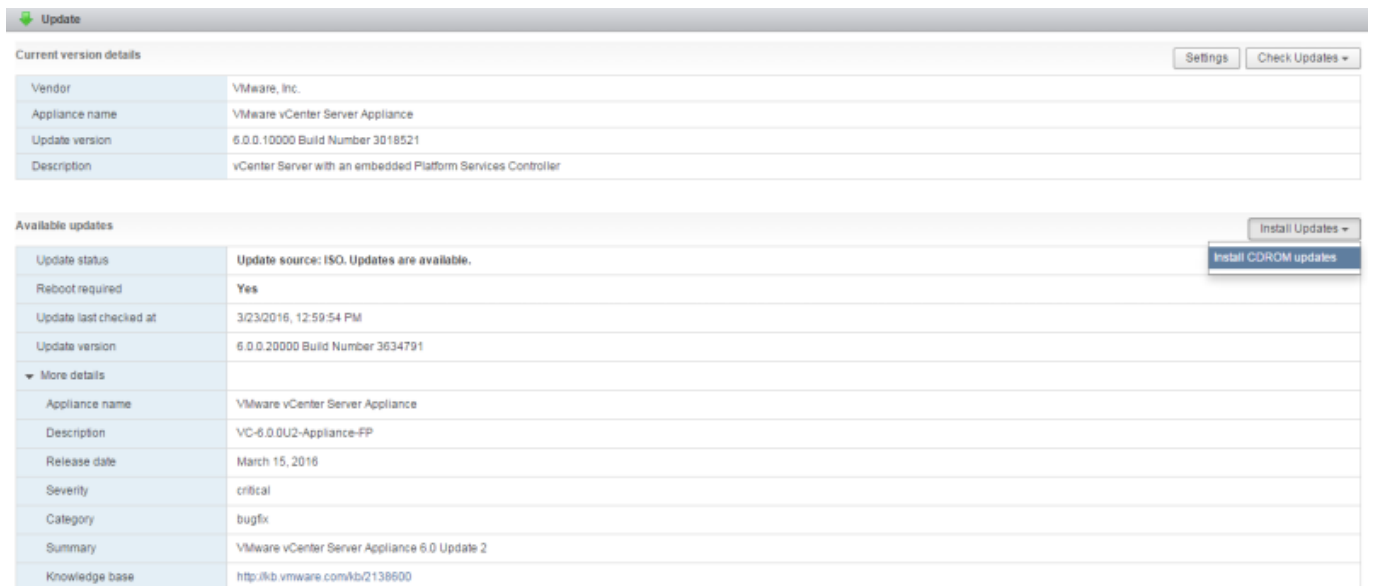 Update
Current version details Settings Check Updates
Vendor VMware, Inc.
Appliance name VMware vCenter Server Appliance
Update version 6.0.0.10000 Build Number 3018521
Description vCenter Server with an embedded Platform Services Controller
Available updates Install Updates
Install CDROM updates
Update status Update source: ISO. Updates are available.
Reboot required Yes
Update last checked at 3/23/2016, 12:59:54 PM
Update version 6.0.0.20000 Build Number 3634791
More details
Appliance name VMware vCenter Server Appliance
Description VC-6.0.0U2-Appliance-FP
Release date March 15, 2016
Severity critical
Category bugfix
Summary VMware vCenter Server Appliance 6.0 Update 2
Knowledge base http://kb.vmware.com/kb/2138600